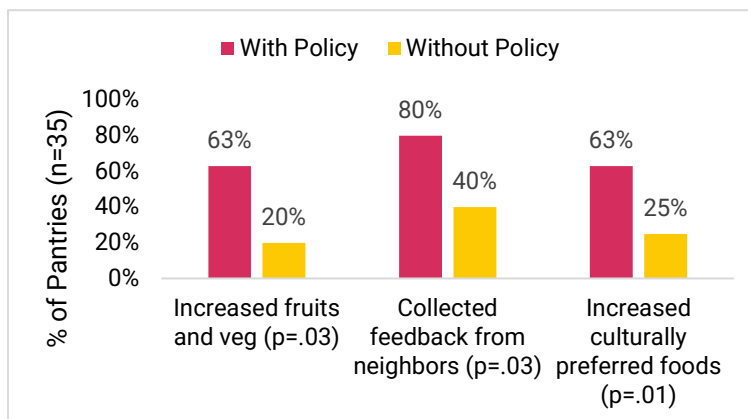 With Policy Without Policy
% of Pantries (n=35)
100%
80%
60%
40%
20%
0%
63%
20%
80%
40%
63%
25%
Increased fruits
and veg (p=.03)
Collected
feedback from
neighbors (p=.03)
Increased
culturally
preferred foods
(p=.01)